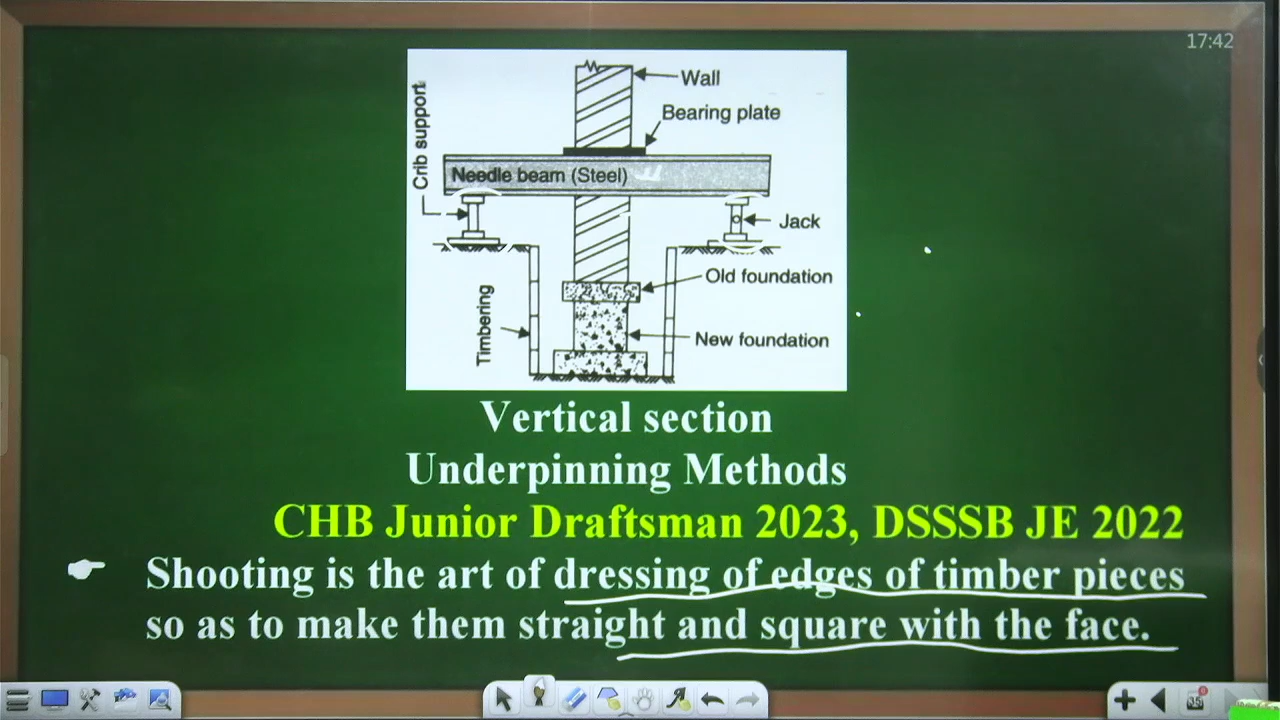 17:42
Wall
Bearing plate
Crib support
Needle beam (Steel)
Jack
Old foundation
Timbering
New foundation
Vertical section
Underpinning Methods
CHB Junior Draftsman 2023, DSSSB JE 2022
Shooting is the art of dressing of edges of timber pieces
so as to make them straight and square with the face.